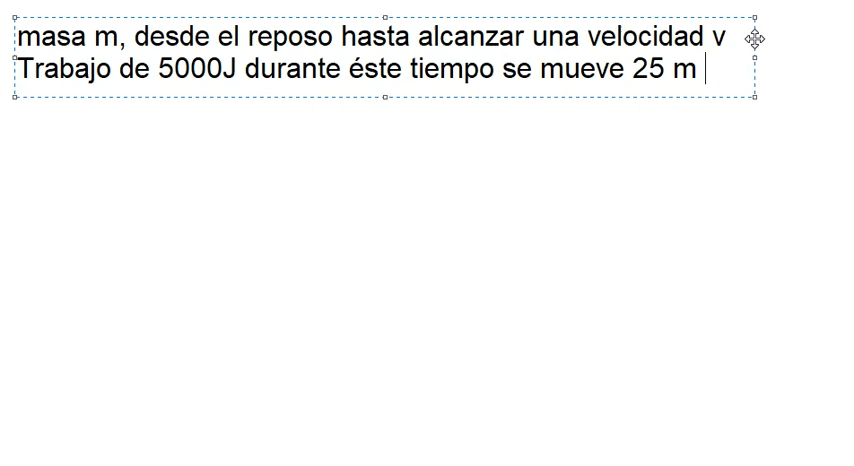 masa m, desde el reposo hasta alcanzar una velocidad v
Trabajo de 5000J durante éste tiempo se mueve 25 m